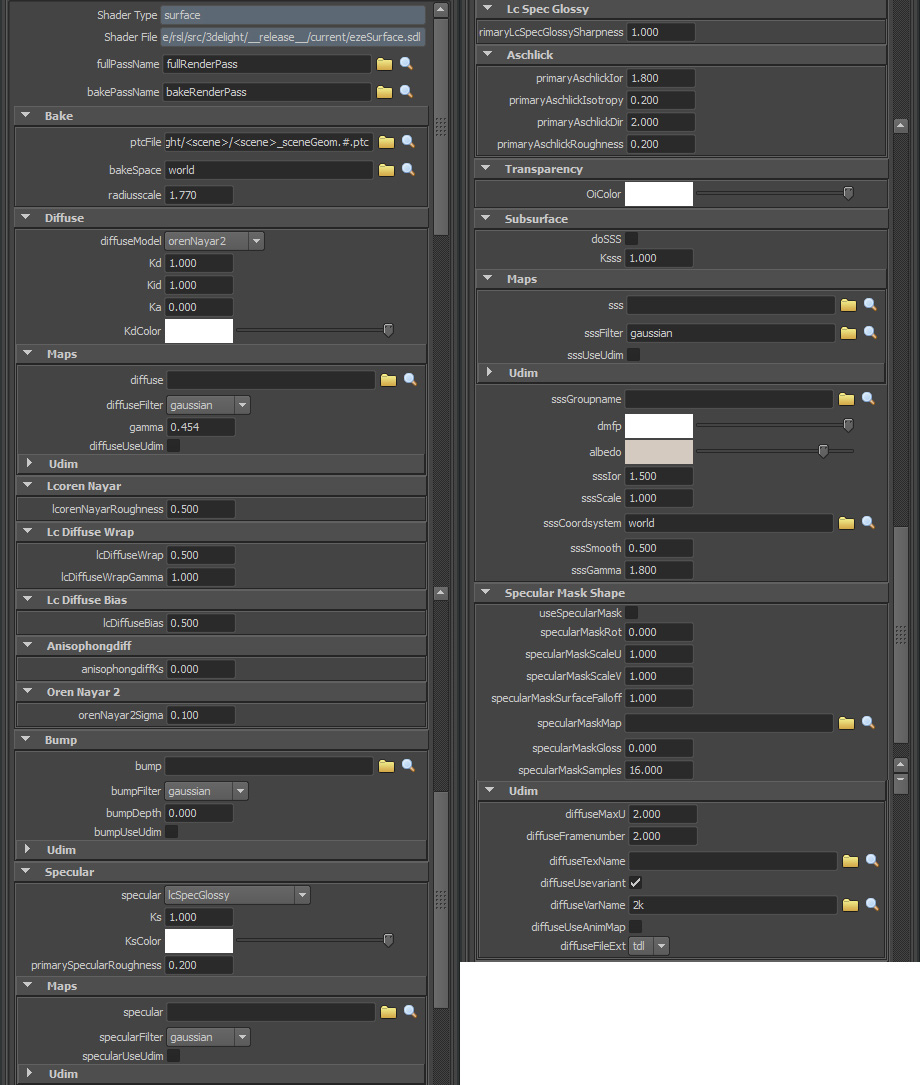 Shader Type surface
Shader File e/rsl/src/3delight/__release__/current/ezeSurface.sdl
fullPassName fullRenderPass
bakePassName bakeRenderPass
Bake
ptcFile ght/<scene>/<scene>_sceneGeom.#.ptc
bakeSpace world
radiusscale 1.770
Diffuse
diffuseModel orenNayar2
Kd 1.000
Kid 1.000
Ka 0.000
KdColor
Maps
diffuse
diffuseFilter gaussian
gamma 0.454
diffuseUseUdim
Udim
Lcoren Nayar
lcorenNayarRoughness 0.500
Lc Diffuse Wrap
lcDiffuseWrap 0.500
lcDiffuseWrapGamma 1.000
Lc Diffuse Bias
lcDiffuseBias 0.500
Anisophongdiff
anisophongdiffKs 0.000
Oren Nayar 2
orenNayar2Sigma 0.100
Bump
bump
bumpFilter gaussian
bumpDepth 0.000
bumpUseUdim
Udim
Specular
specular lcSpecGlossy
Ks 1.000
KsColor
primarySpecularRoughness 0.200
Maps
specular
specularFilter gaussian
specularUseUdim
Udim
Lc Spec Glossy
rimaryLcSpecGlossySharpness 1.000
Aschlick
primaryAschlickIor 1.800
primaryAschlickIsotropy 0.200
primaryAschlickDir 2.000
primaryAschlickRoughness 0.200
Transparency
OiColor
Subsurface
doSSS
Ksss 1.000
Maps
sss
sssFilter gaussian
sssUseUdim
Udim
sssGroupname
dmfp
albedo
sssIor 1.500
sssScale 1.000
sssCoordsystem world
sssSmooth 0.500
sssGamma 1.800
Specular Mask Shape
useSpecularMask
specularMaskRot 0.000
specularMaskScaleU 1.000
specularMaskScaleV 1.000
specularMaskSurfaceFalloff 1.000
specularMaskMap
specularMaskGloss 0.000
specularMaskSamples 16.000
Udim
diffuseMaxU 2.000
diffuseFramenumber 2.000
diffuseTexName
diffuseUsevariant
diffuseVarName 2k
diffuseUseAnimMap
diffuseFileExt tdl